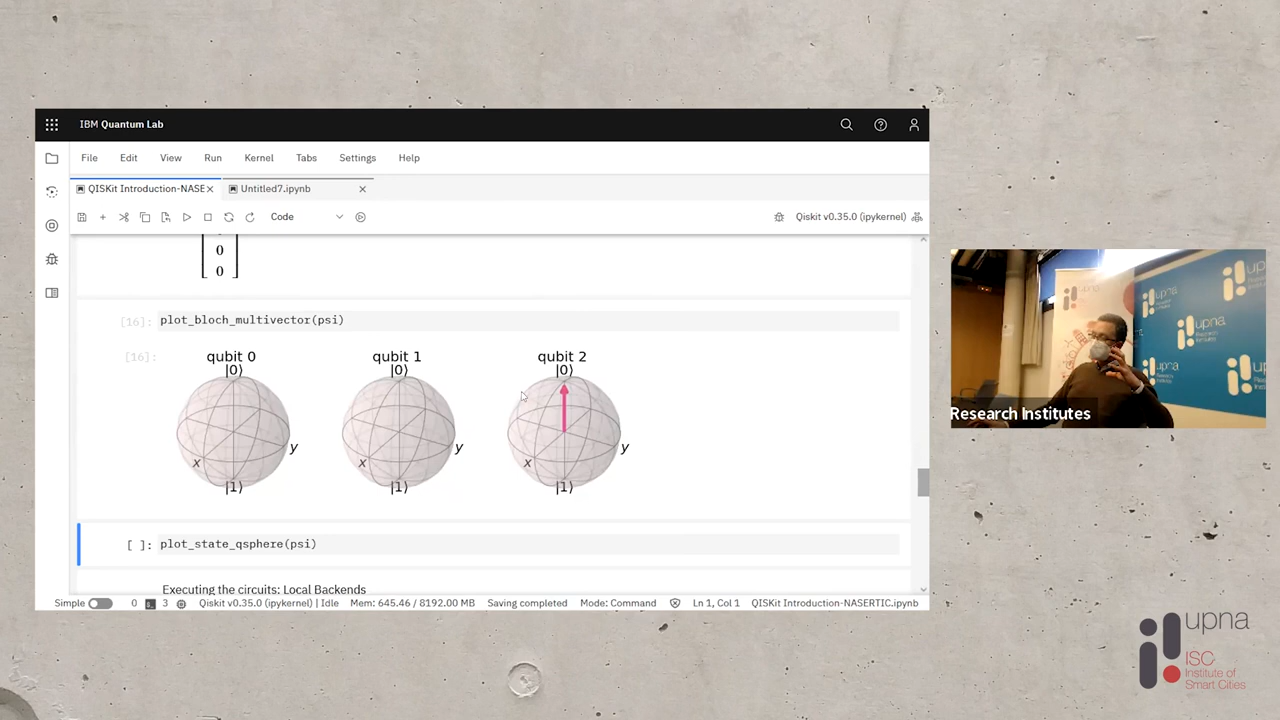 IBM Quantum Lab
File Edit View Run Kernel Tabs Settings Help
QISKit Introduction-NASE × Untitled7.ipynb ×
Code Qiskit v0.35.0 (ipykernel)
0
0
[16]: plot_bloch_multivector(psi)
[16]:
qubit 0 qubit 1 qubit 2
|0⟩ |0⟩ |0⟩
x y x y x y
|1⟩ |1⟩ |1⟩
[ ]: plot_state_qsphere(psi)
Executing the circuits: Local Backends
Simple 0 3 Qiskit v0.35.0 (ipykernel) | Idle Mem: 645.46 / 8192.00 MB Saving completed Mode: Command Ln 1, Col 1 QISKit Introduction-NASERTIC.ipynb
upna
upna
upna
upna
Research Institutes
upna
ISC
Institute of
Smart Cities